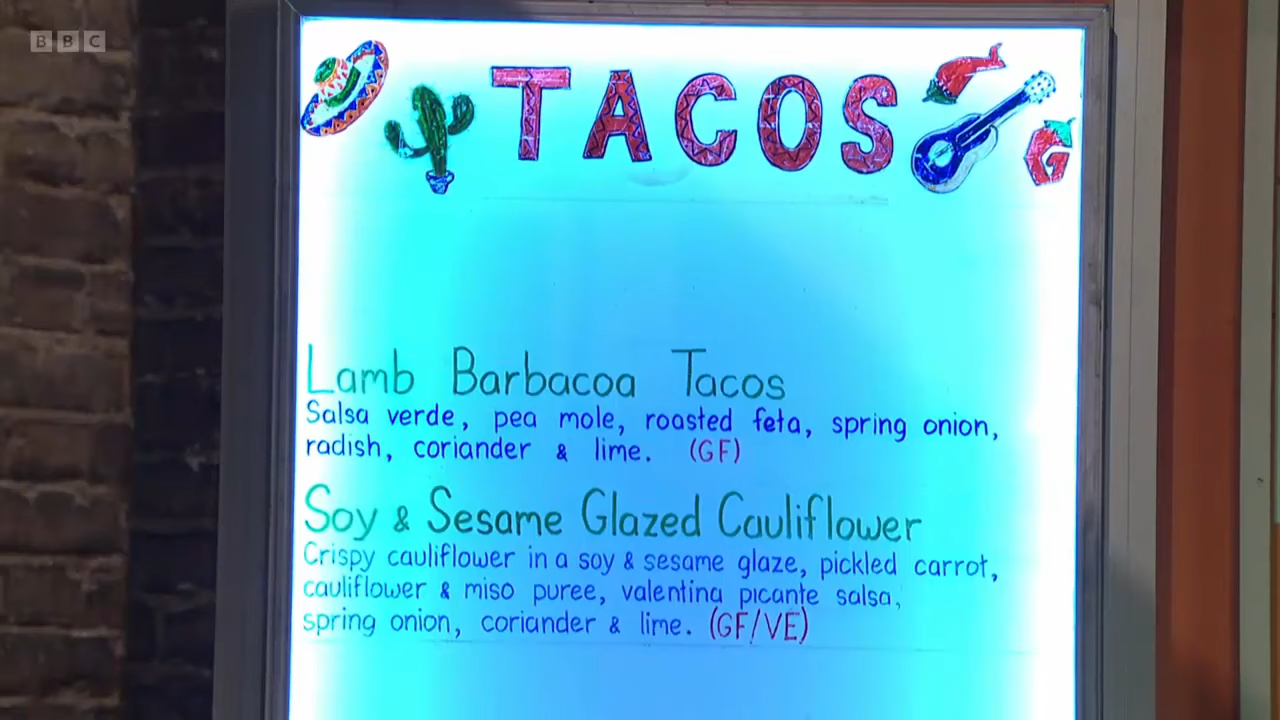 BBC
TACOS
G
Lamb Barbacoa Tacos
Salsa verde, pea mole, roasted feta, spring onion,
radish, coriander & lime. (GF)
Soy & Sesame Glazed Cauliflower
Crispy cauliflower in a soy & sesame glaze, pickled carrot,
cauliflower & miso puree, valentina picante salsa,
spring onion, coriander & lime. (GF/VE)